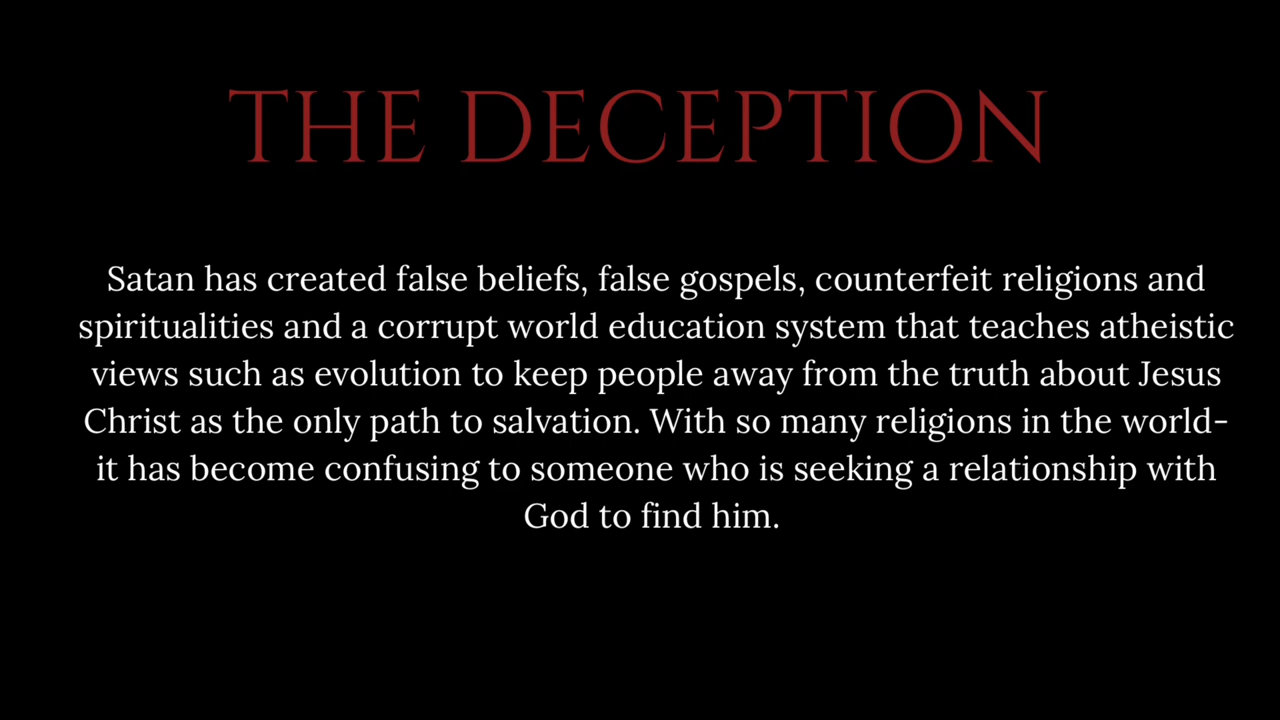 THE DECEPTION
Satan has created false beliefs, false gospels, counterfeit religions and
spiritualities and a corrupt world education system that teaches atheistic
views such as evolution to keep people away from the truth about Jesus
Christ as the only path to salvation. With so many religions in the world-
it has become confusing to someone who is seeking a relationship with
God to find him.